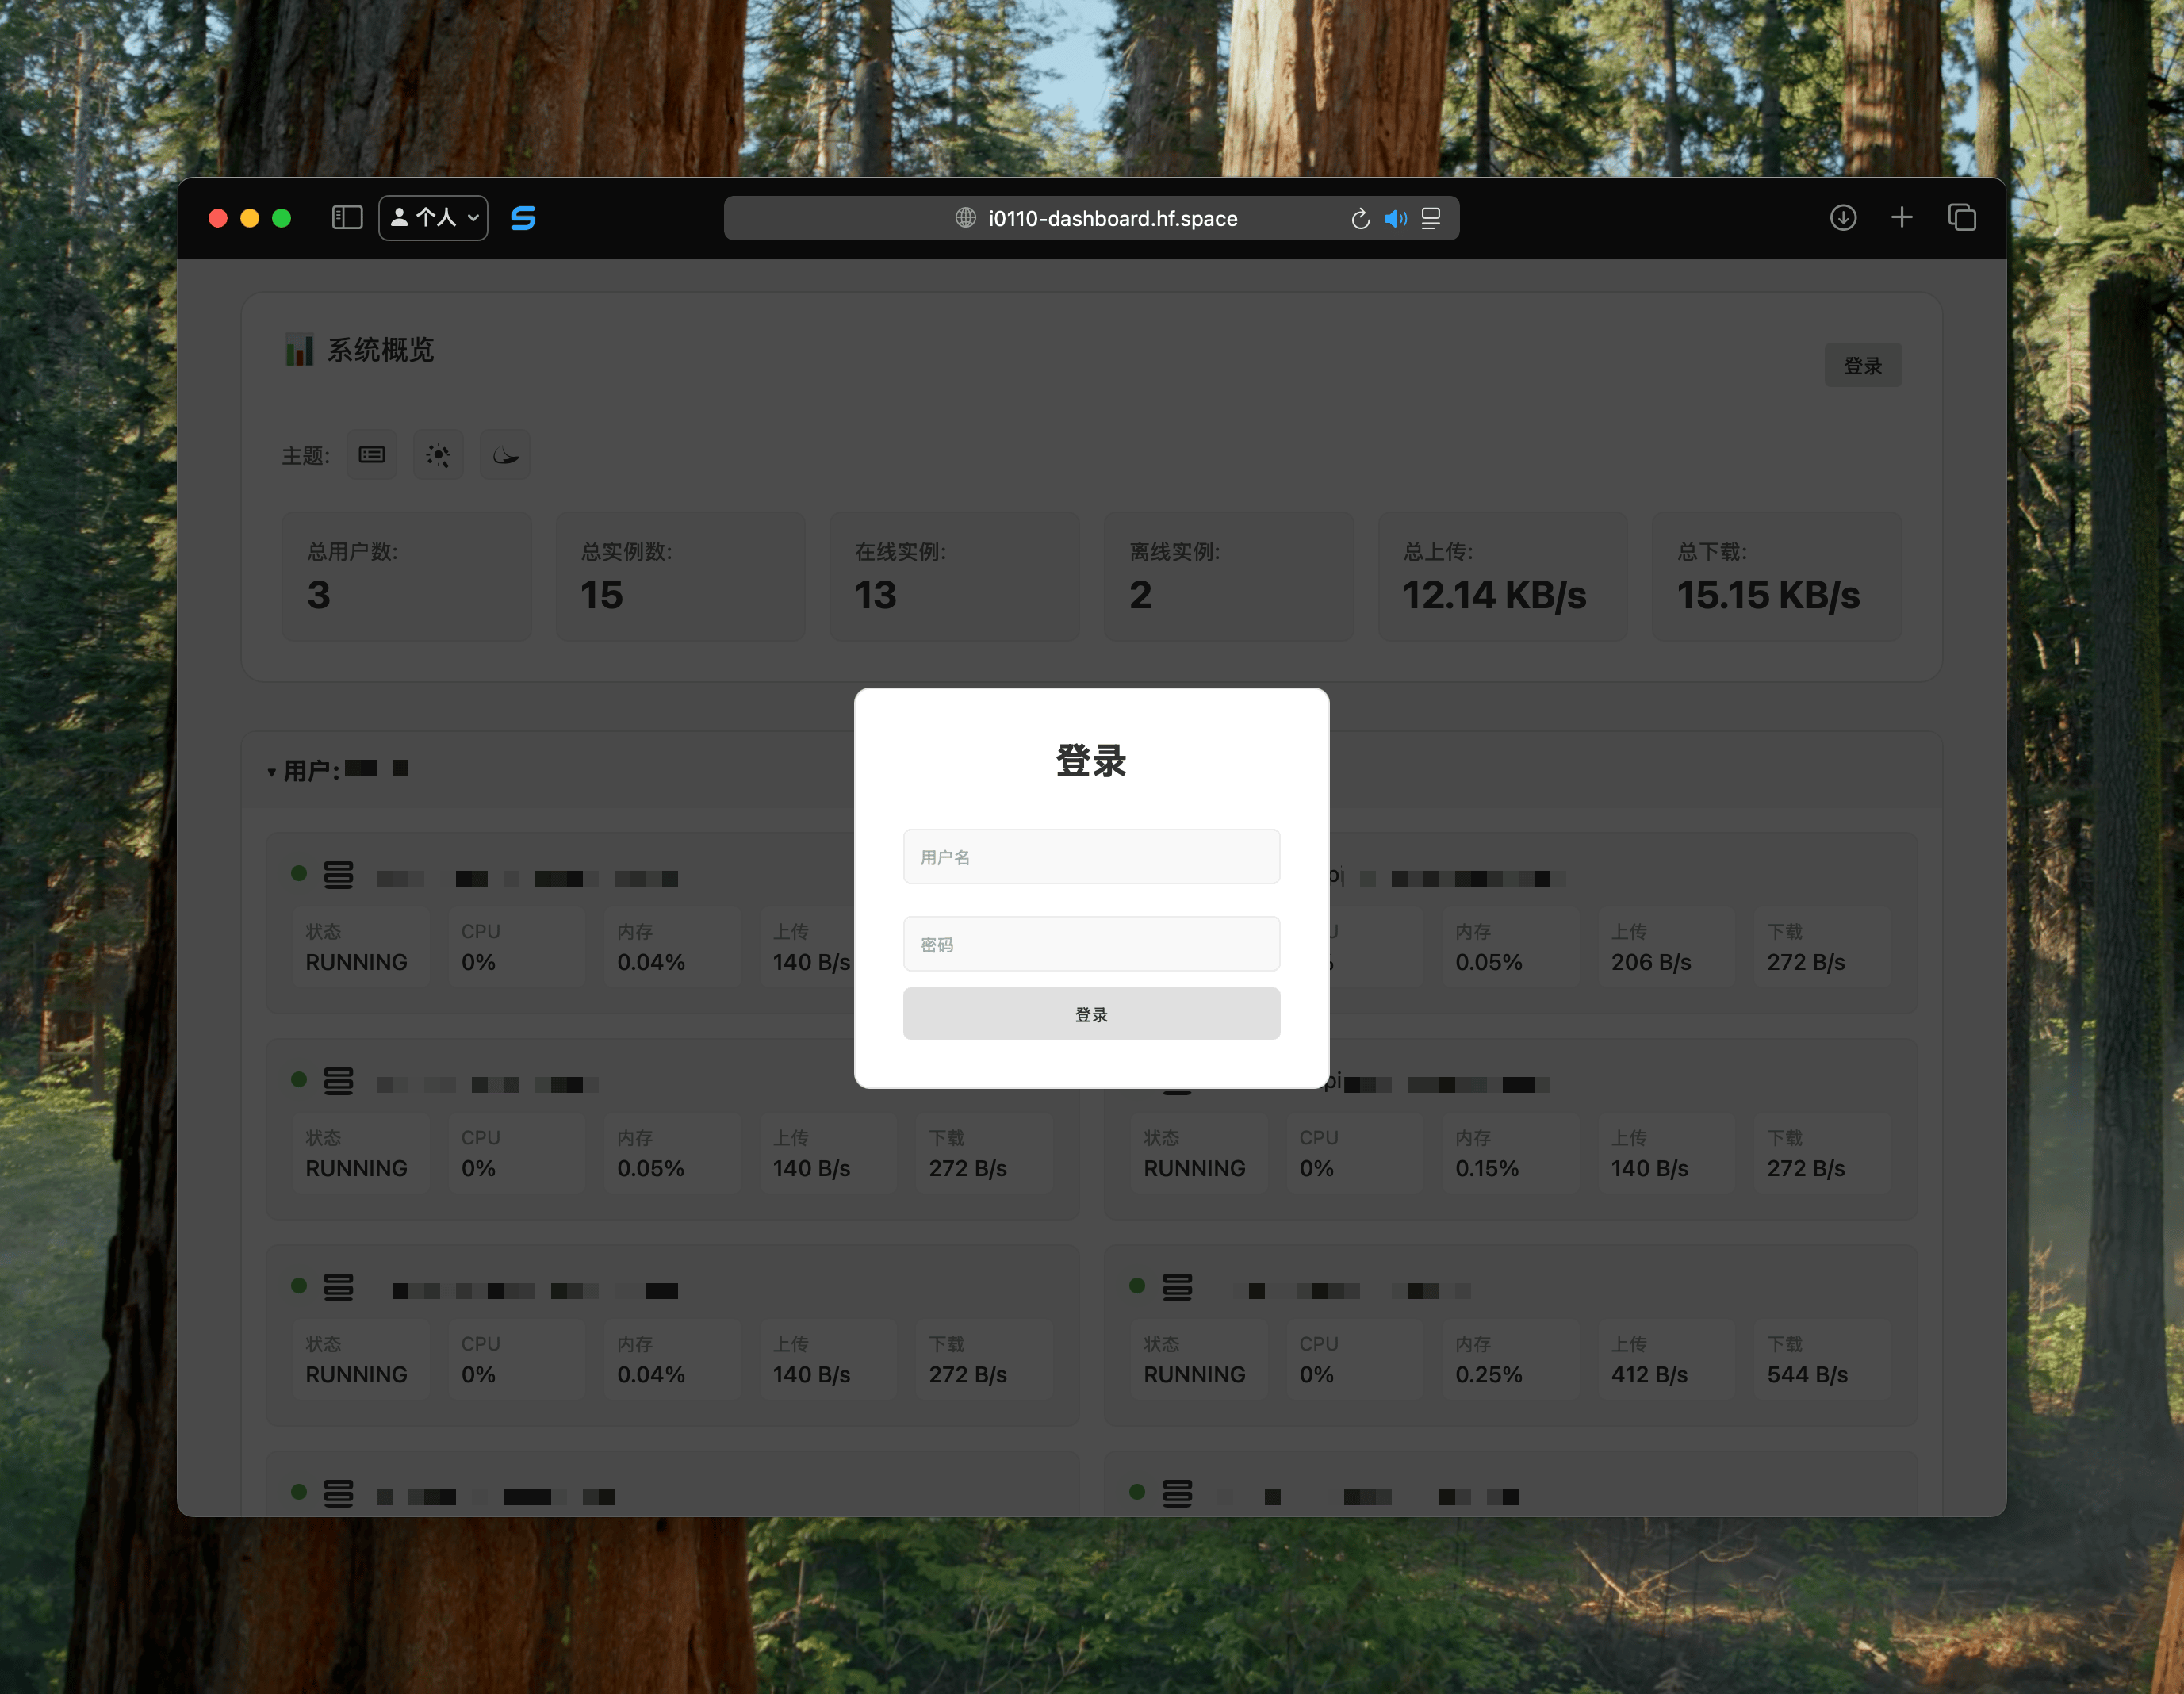 个人
i0110-dashboard.hf.space
系统概览
登录
主题:
总用户数:
3
总实例数:
15
在线实例:
13
离线实例:
2
总上传:
12.14 KB/s
总下载:
15.15 KB/s
用户:
登录
用户名
密码
登录
状态
RUNNING
CPU
0%
内存
0.04%
上传
140 B/s
内存
0.05%
上传
206 B/s
下载
272 B/s
状态
RUNNING
CPU
0%
内存
0.05%
上传
140 B/s
下载
272 B/s
pi
状态
RUNNING
CPU
0%
内存
0.15%
上传
140 B/s
下载
272 B/s
状态
RUNNING
CPU
0%
内存
0.04%
上传
140 B/s
下载
272 B/s
状态
RUNNING
CPU
0%
内存
0.25%
上传
412 B/s
下载
544 B/s